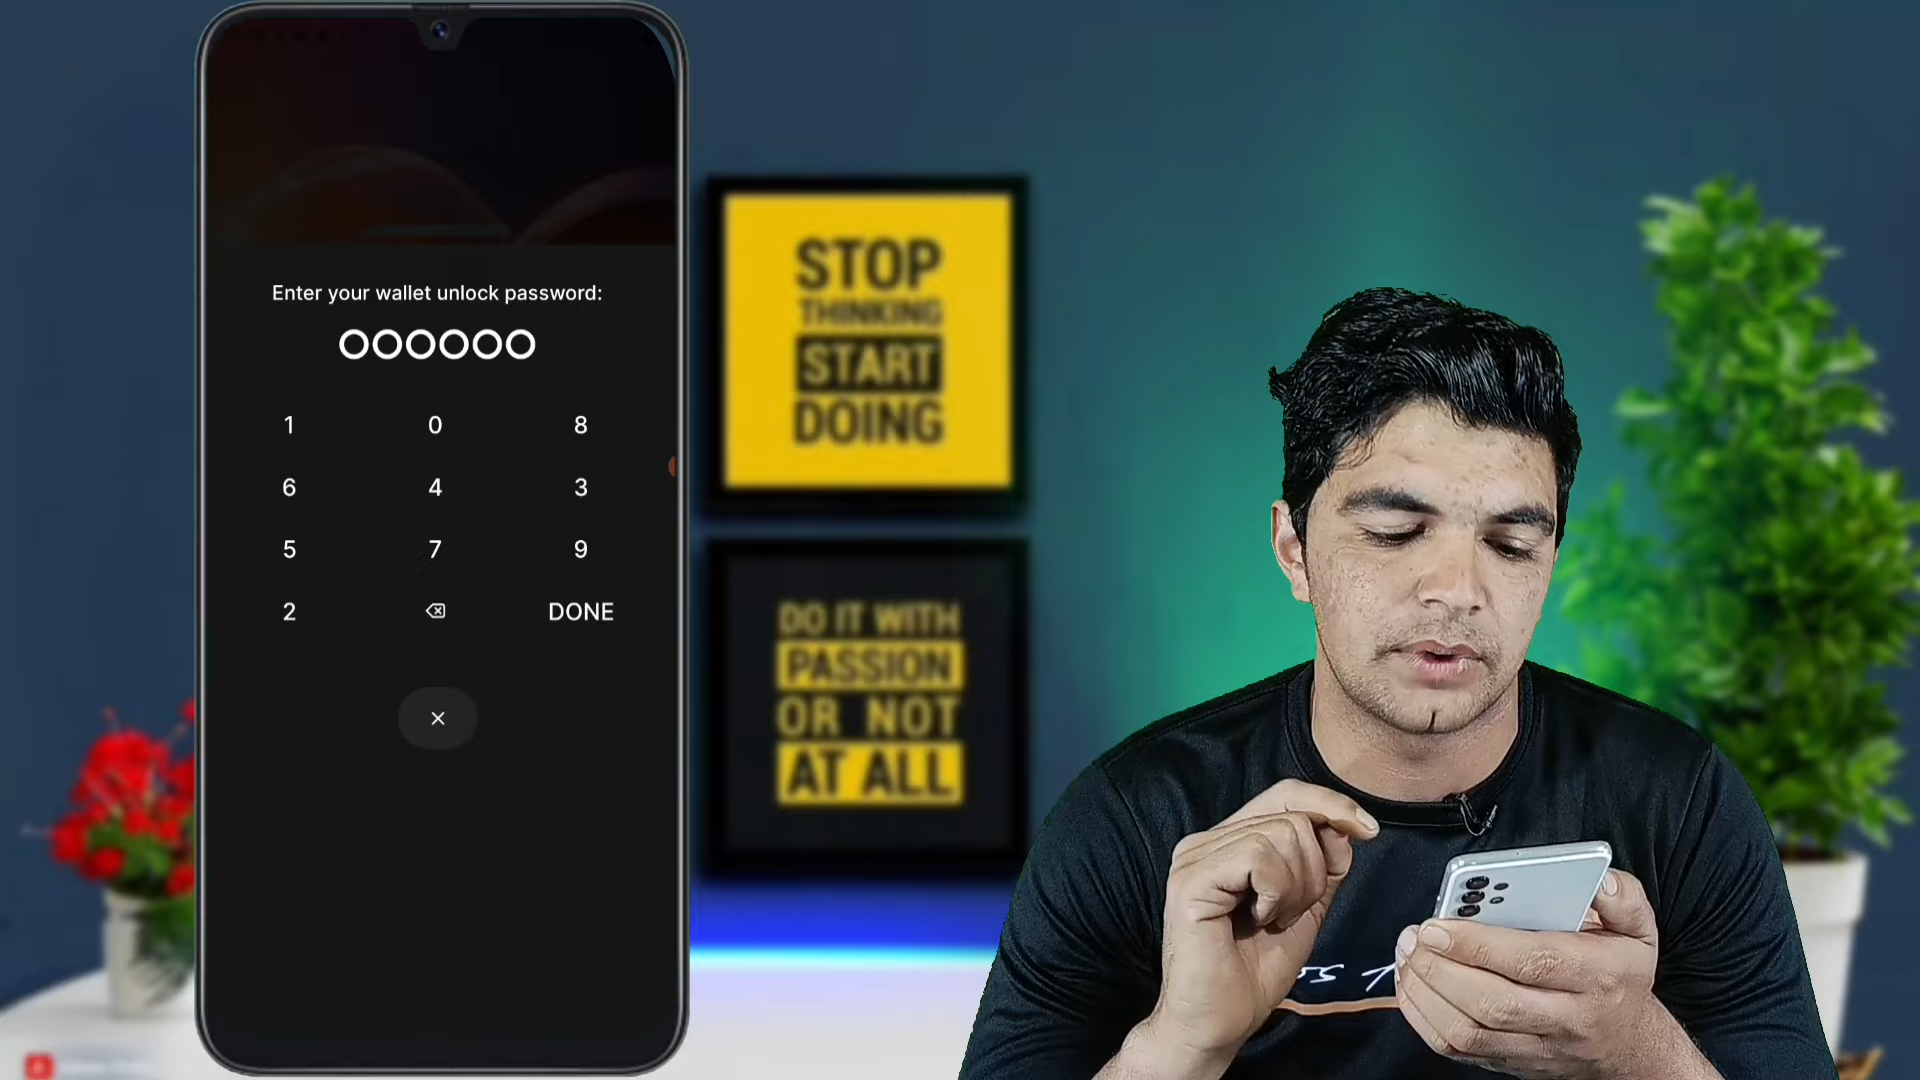 Enter your wallet unlock password:
1 0 8
6 4 3
5 7 9
2 DONE
STOP
THINKING
START
DOING
DO IT WITH
PASSION
OR NOT
AT ALL